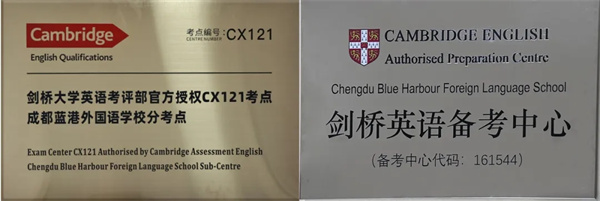 Cambridge
English Qualifications
考点编号:CX121
CENTRE NUMBER
剑桥大学英语考评部官方授权CX121考点
成都蓝港外国语学校分考点
Exam Center CX121 Authorised by Cambridge Assessment English
Chengdu Blue Harbour Foreign Language School Sub-Centre
CAMBRIDGE ENGLISH
Authorised Preparation Centre
Chengdu Blue Harbour Foreign Language School
剑桥英语备考中心
(备考中心代码:161544)